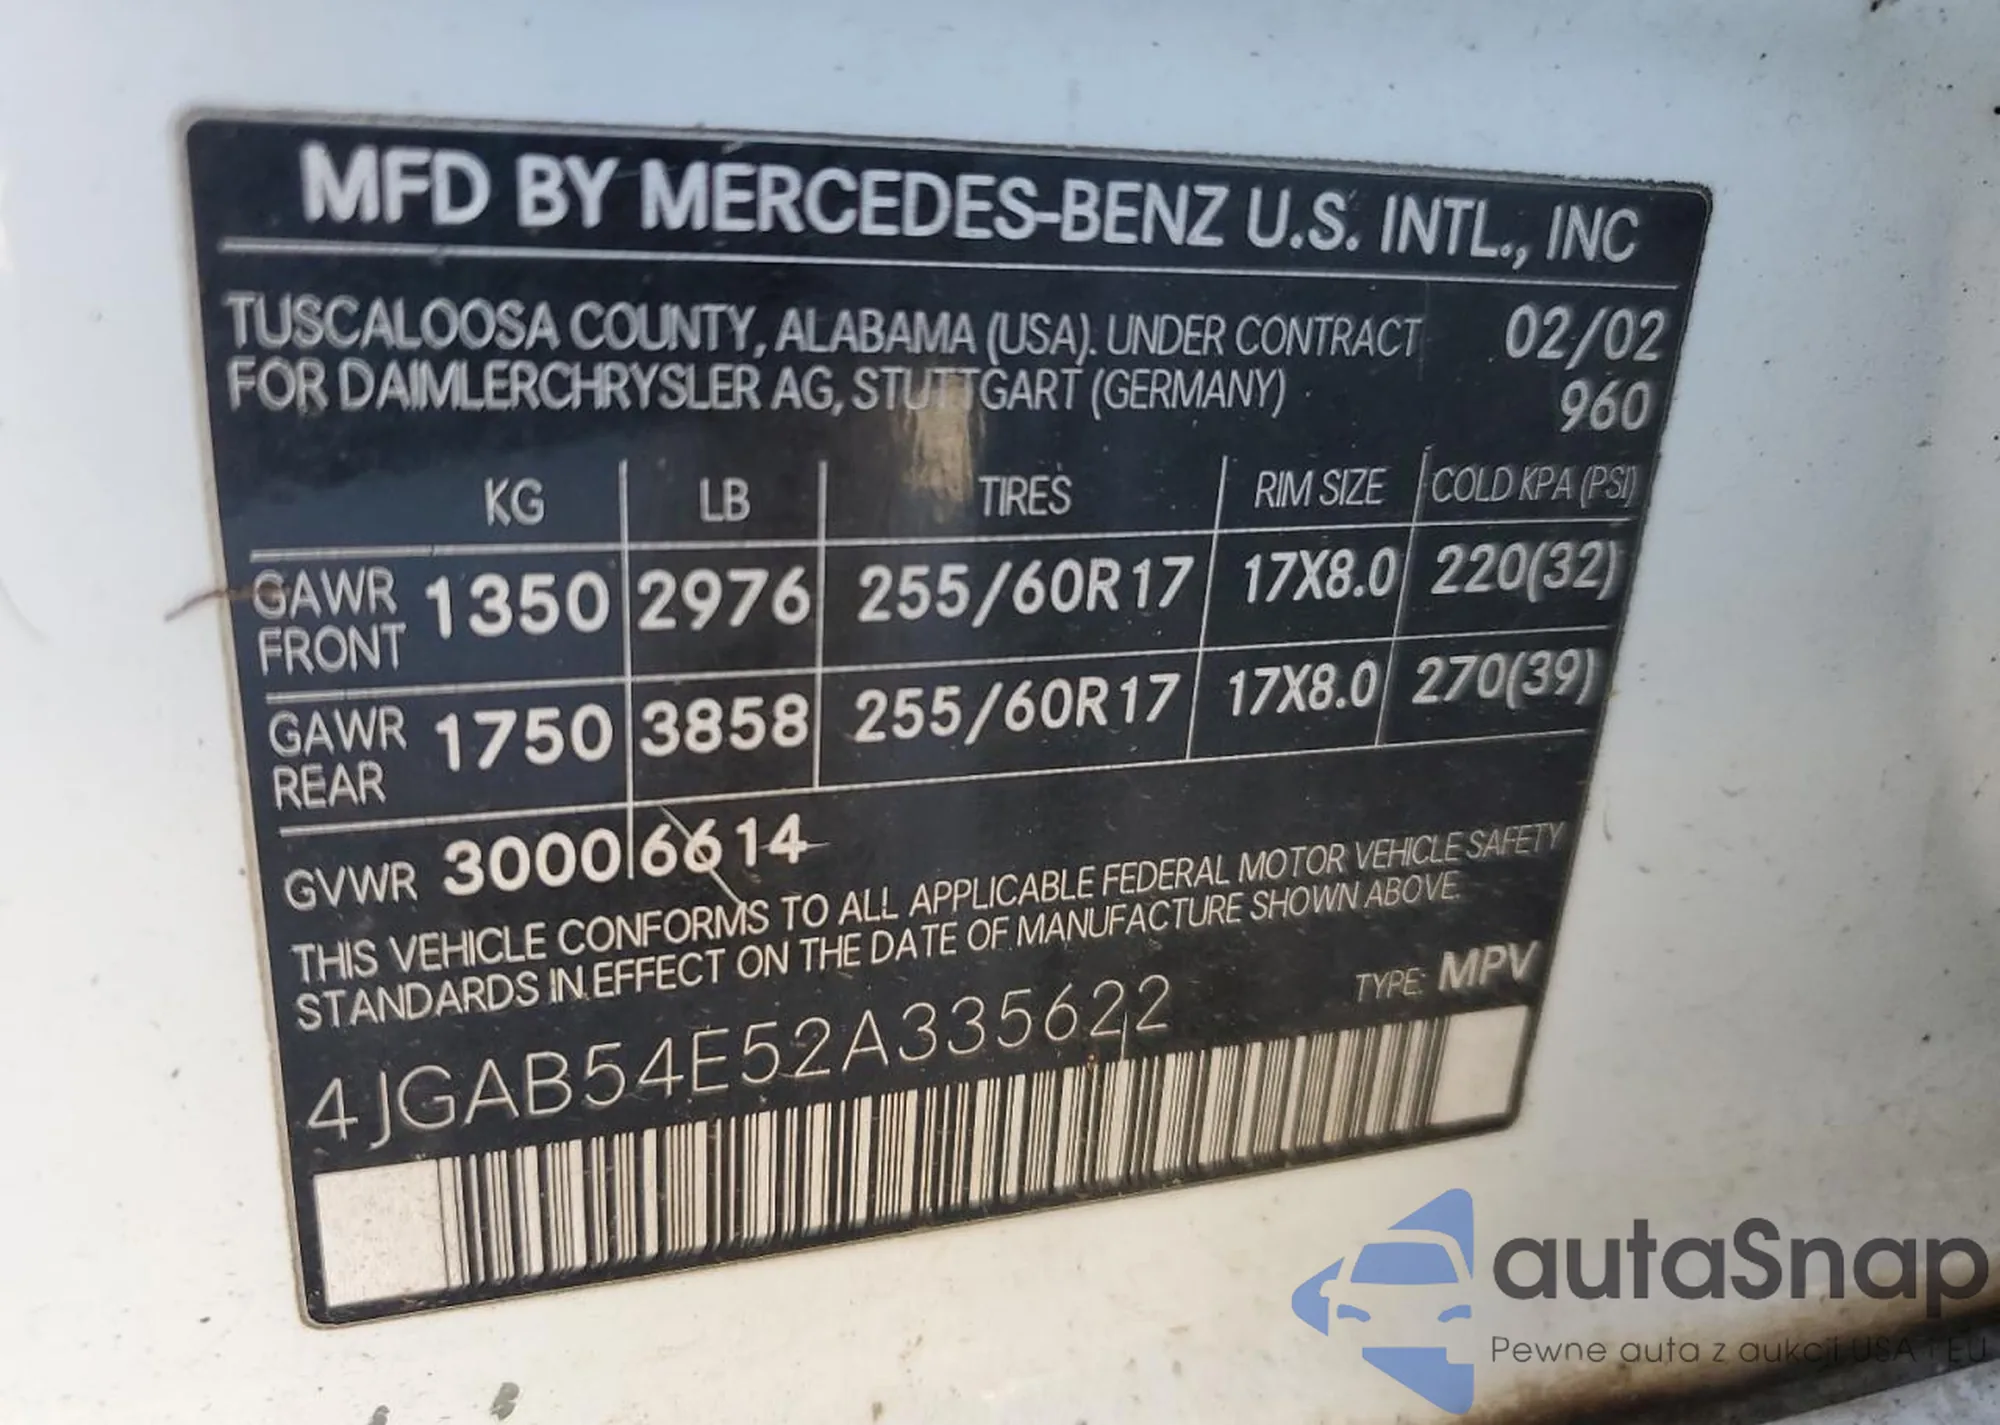 MFD BY MERCEDES-BENZ U.S. INTL., INC
TUSCALOOSA COUNTY, ALABAMA (USA). UNDER CONTRACT 02/02
FOR DAIMLERCHRYSLER AG, STUTTGART (GERMANY) 960
KG LB TIRES RIM SIZE COLD KPA (PSI)
GAWR FRONT 1350 2976 255/60R17 17X8.0 220(32)
GAWR REAR 1750 3858 255/60R17 17X8.0 270(39)
GVWR 3000 6614
THIS VEHICLE CONFORMS TO ALL APPLICABLE FEDERAL MOTOR VEHICLE SAFETY
STANDARDS IN EFFECT ON THE DATE OF MANUFACTURE SHOWN ABOVE.
TYPE: MPV
4JGAB54E52A335622
autaSnap
Pewne auta z aukcji USA i EU